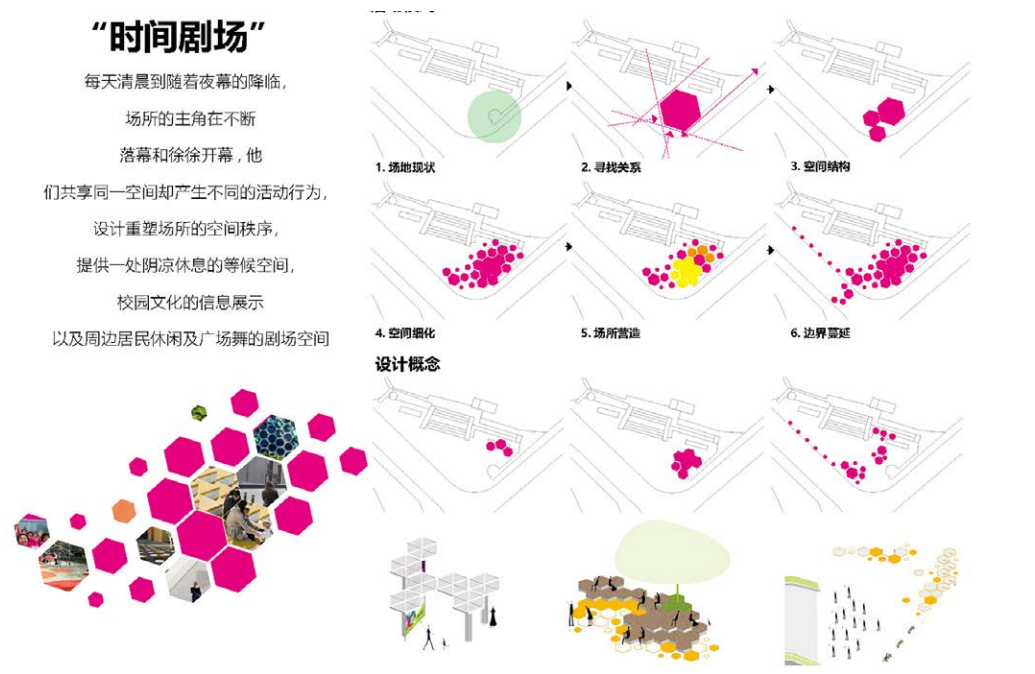 “时间剧场”
每天清晨到随着夜幕的降临，
场所的主角在不断
落幕和徐徐开幕，他
们共享同一空间却产生不同的活动行为，
设计重塑场所的空间秩序，
提供一处阴凉休息的等候空间，
校园文化的信息展示
以及周边居民休闲及广场舞的剧场空间
1. 场地现状
2. 寻找关系
3. 空间结构
4. 空间细化
5. 场所营造
6. 边界蔓延
设计概念